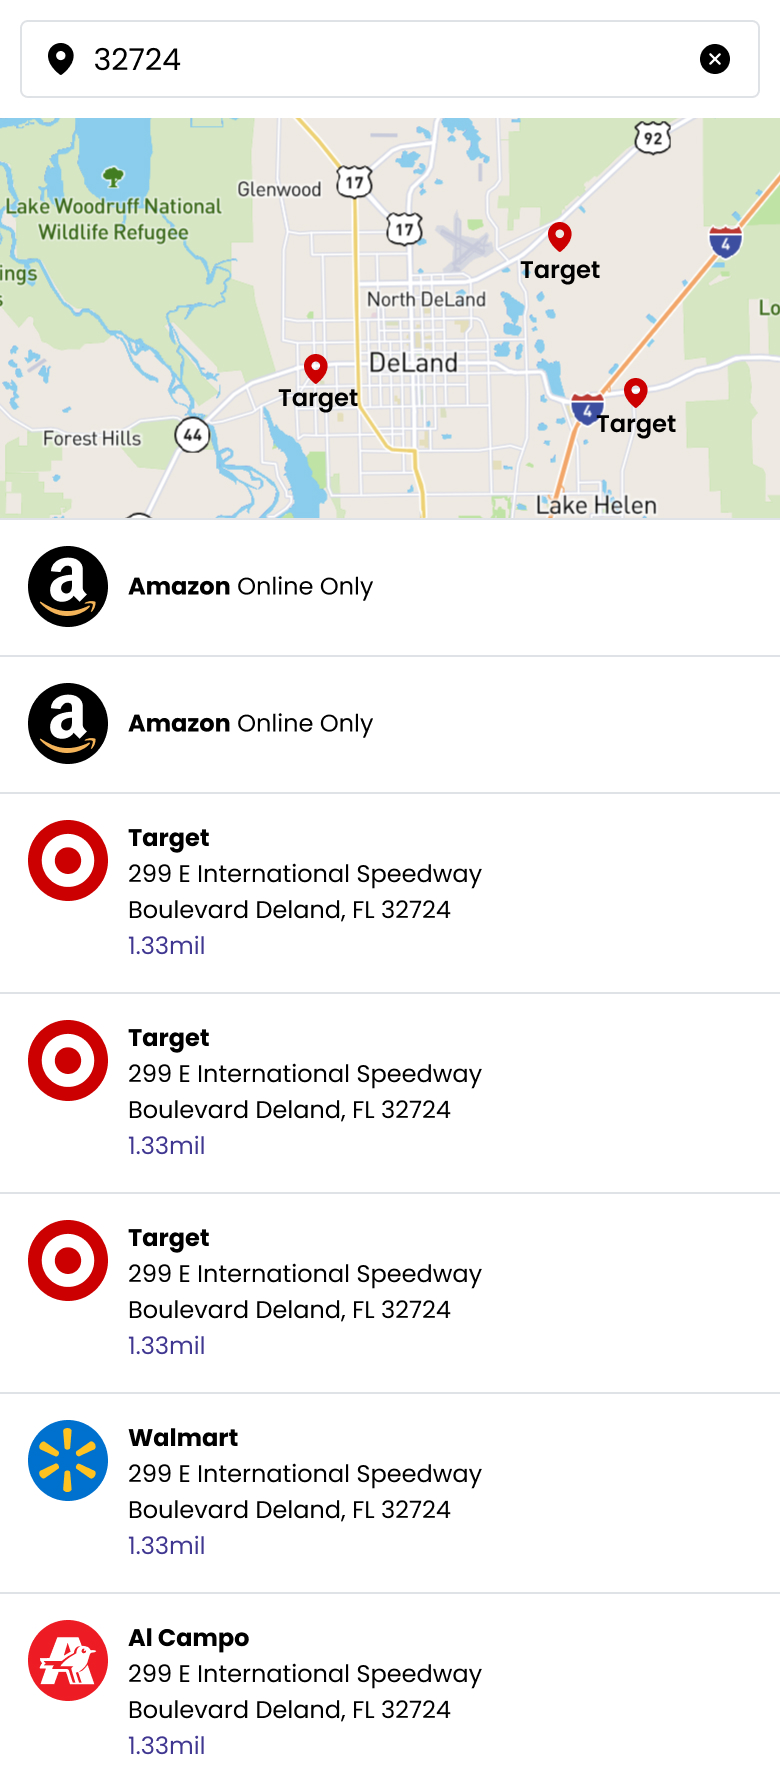 32724
92
Glenwood
17
Lake Woodruff National
Wildlife Refugee
17
4
Target
ings
North DeLand
Lo
DeLand
Target
4
Target
Forest Hills
44
Lake Helen
a
Amazon Online Only
a
Amazon Online Only
Target
299 E International Speedway
Boulevard Deland, FL 32724
1.33mil
Target
299 E International Speedway
Boulevard Deland, FL 32724
1.33mil
Target
299 E International Speedway
Boulevard Deland, FL 32724
1.33mil
Walmart
299 E International Speedway
Boulevard Deland, FL 32724
1.33mil
Al Campo
299 E International Speedway
Boulevard Deland, FL 32724
1.33mil